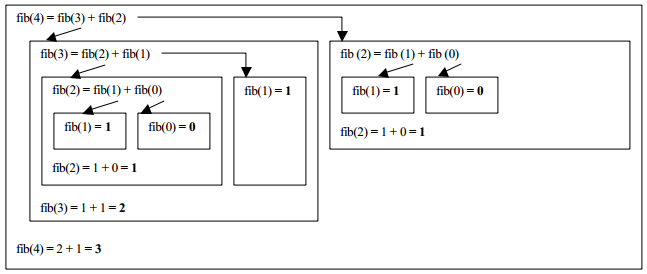 fib(4) = fib(3) + fib(2)
fib(3) = fib(2) + fib(1)
fib(2) = fib(1) + fib(0)
fib(1) = 1
fib(0) = 0
fib(2) = 1 + 0 = 1
fib(1) = 1
fib(3) = 1 + 1 = 2
fib (2) = fib (1) + fib (0)
fib(1) = 1
fib(0) = 0
fib(2) = 1 + 0 = 1
fib(4) = 2 + 1 = 3